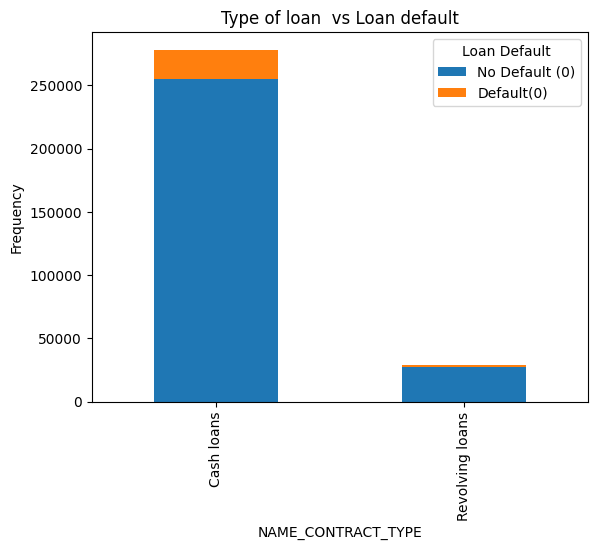 Type of loan  vs Loan default
Loan Default
No Default (0)
Default(0)
250000
200000
150000
100000
50000
0
Frequency
Cash loans
Revolving loans
NAME_CONTRACT_TYPE